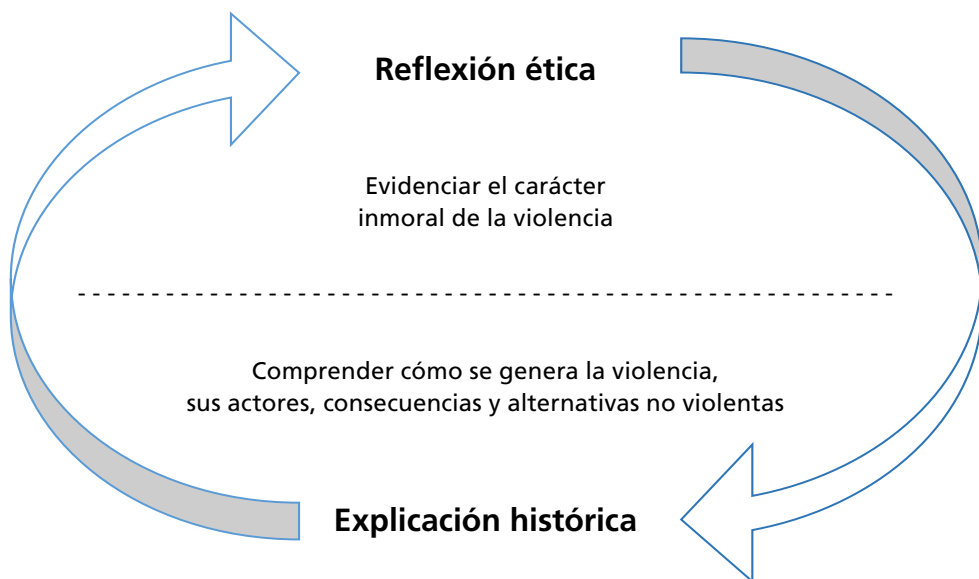 Reflexión ética
Evidenciar el carácter
inmoral de la violencia
Comprender cómo se genera la violencia,
sus actores, consecuencias y alternativas no violentas
Explicación histórica